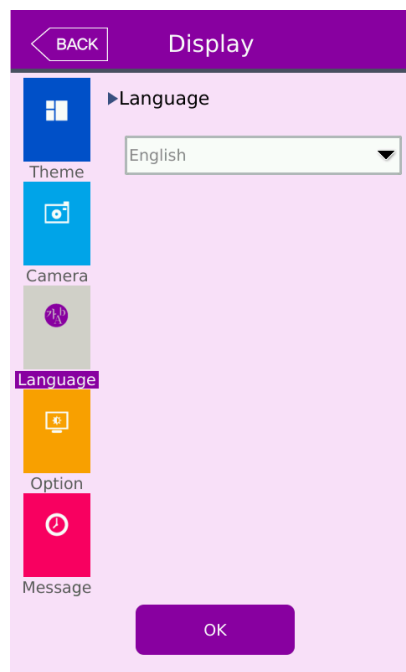 BACK
Display
Theme
Camera
Language
Option
Message
▶Language
English
OK